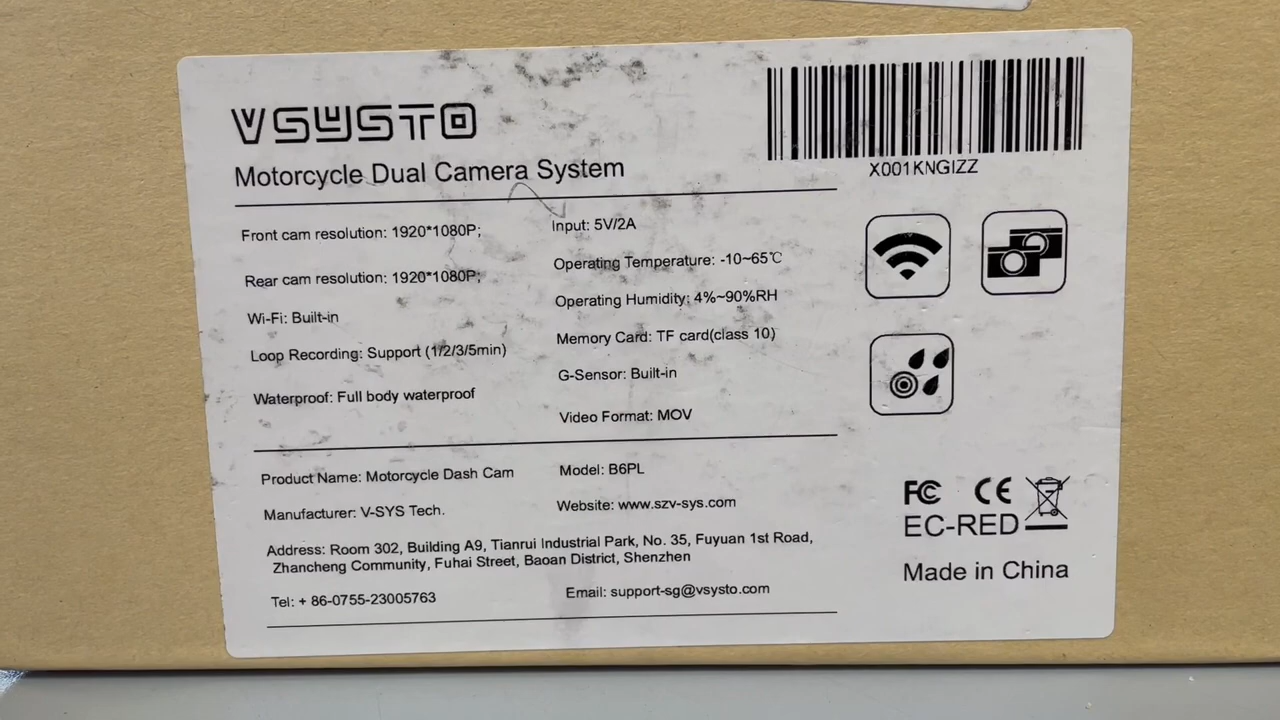 VSYSTO
Motorcycle Dual Camera System
X001KNGIZZ
Front cam resolution: 1920*1080P;
Rear cam resolution: 1920*1080P;
Wi-Fi: Built-in
Loop Recording: Support (1/2/3/5min)
Waterproof: Full body waterproof
Input: 5V/2A
Operating Temperature: -10~65℃
Operating Humidity: 4%~90%RH
Memory Card: TF card(class 10)
G-Sensor: Built-in
Video Format: MOV
Product Name: Motorcycle Dash Cam
Model: B6PL
Manufacturer: V-SYS Tech.
Website: www.szv-sys.com
Address: Room 302, Building A9, Tianrui Industrial Park, No. 35, Fuyuan 1st Road,
Zhancheng Community, Fuhai Street, Baoan District, Shenzhen
Tel: + 86-0755-23005763
Email: support-sg@vsysto.com
FC CE
EC-RED
Made in China